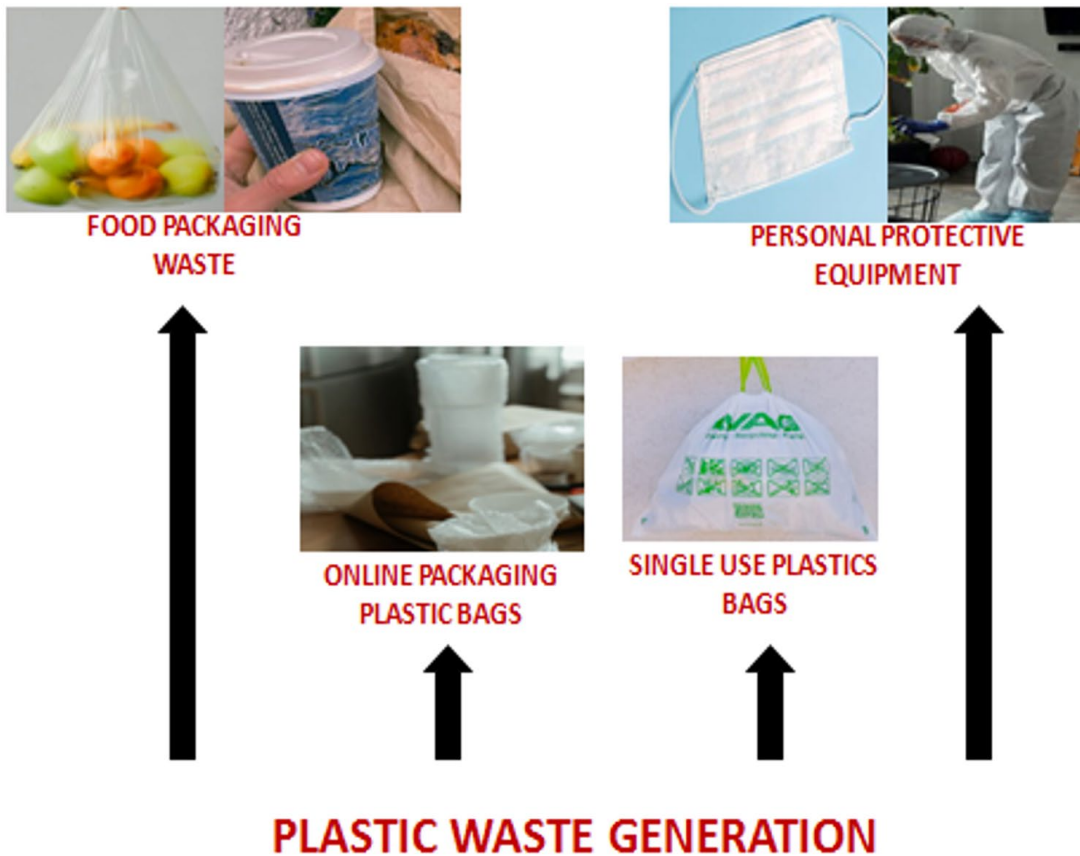 FOOD PACKAGING
WASTE
PERSONAL PROTECTIVE
EQUIPMENT
ONLINE PACKAGING
PLASTIC BAGS
SINGLE USE PLASTICS
BAGS
PLASTIC WASTE GENERATION